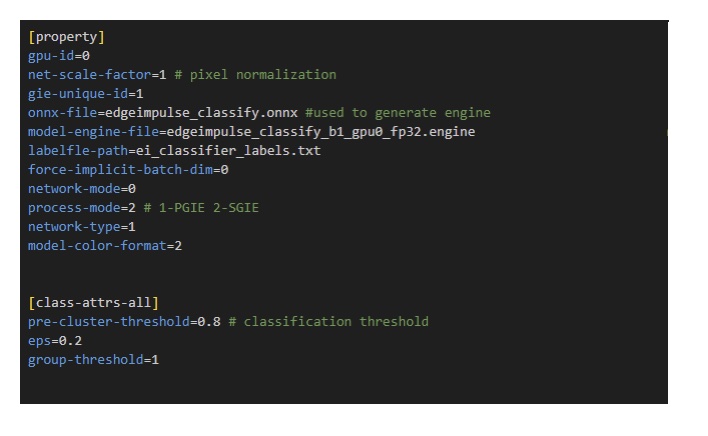 [property]
gpu-id=0
net-scale-factor=1 # pixel normalization
gie-unique-id=1
onnx-file=edgeimpulse_classify.onnx #used to generate engine
model-engine-file=edgeimpulse_classify_b1_gpu0_fp32.engine
labelfle-path=ei_classifier_labels.txt
force-implicit-batch-dim=0
network-mode=0
process-mode=2 # 1-PGIE 2-SGIE
network-type=1
model-color-format=2
[class-attrs-all]
pre-cluster-threshold=0.8 # classification threshold
eps=0.2
group-threshold=1